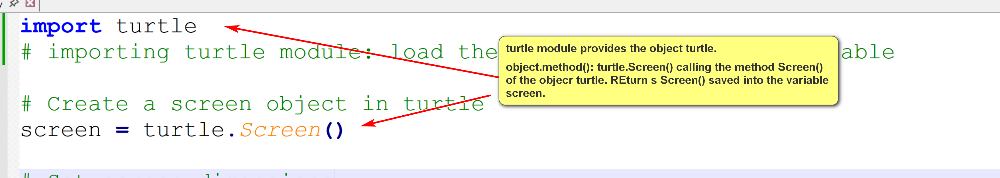 import turtle
# importing turtle module: load the able
turtle module provides the object turtle.
object.method(): turtle.Screen() calling the method Screen()
of the objecr turtle. REturn s Screen() saved into the variable
screen.
# Create a screen object in turtle
screen = turtle.Screen()